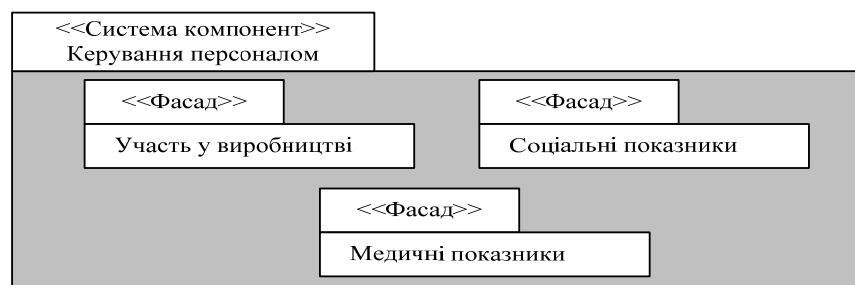 <<Система компонент>>
Керування персоналом
<<Фасад>>
<<Фасад>>
Участь у виробництві
Соціальні показники
<<Фасад>>
Медичні показники